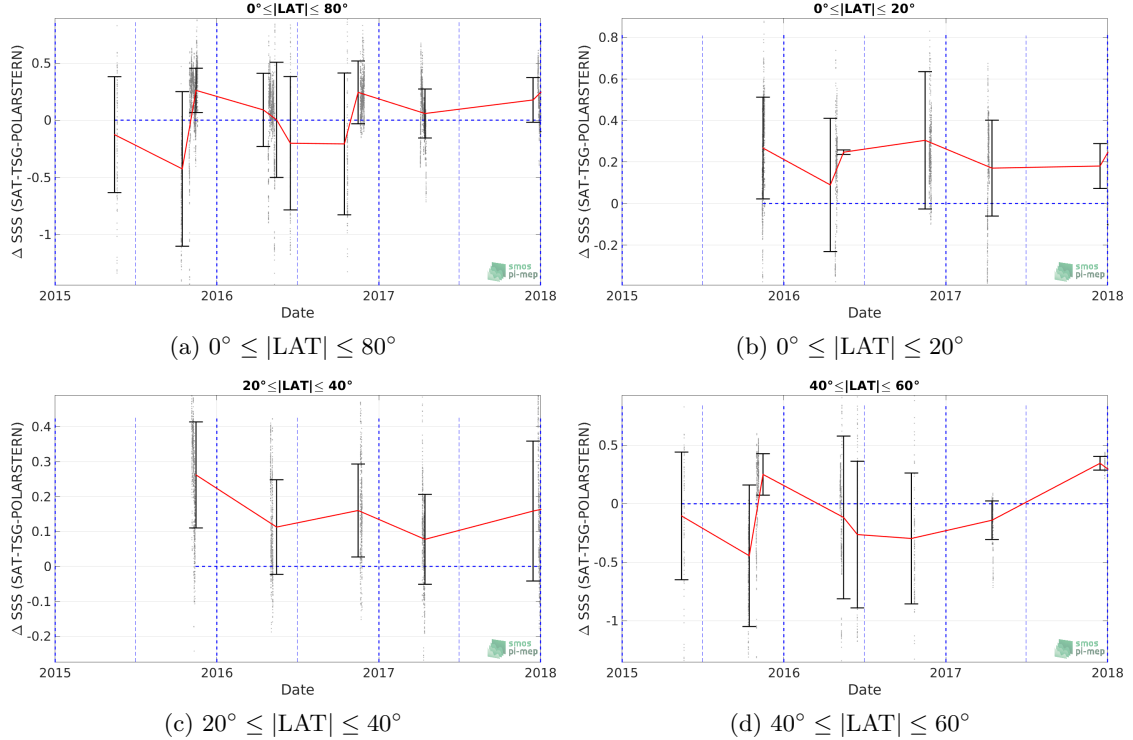 0°≤|LAT|≤ 80°
Δ SSS (SAT-TSG-POLARSTERN)
0.5
0
-0.5
-1
2015
2016
2017
2018
Date
smos
pi-mep
(a) 0° ≤ |LAT| ≤ 80°
0°≤|LAT|≤ 20°
Δ SSS (SAT-TSG-POLARSTERN)
0.8
0.6
0.4
0.2
0
-0.2
2015
2016
2017
2018
Date
smos
pi-mep
(b) 0° ≤ |LAT| ≤ 20°
20°≤|LAT|≤ 40°
Δ SSS (SAT-TSG-POLARSTERN)
0.4
0.3
0.2
0.1
0
-0.1
-0.2
2015
2016
2017
2018
Date
smos
pi-mep
(c) 20° ≤ |LAT| ≤ 40°
40°≤|LAT|≤ 60°
Δ SSS (SAT-TSG-POLARSTERN)
0.5
0
-0.5
-1
2015
2016
2017
2018
Date
smos
pi-mep
(d) 40° ≤ |LAT| ≤ 60°